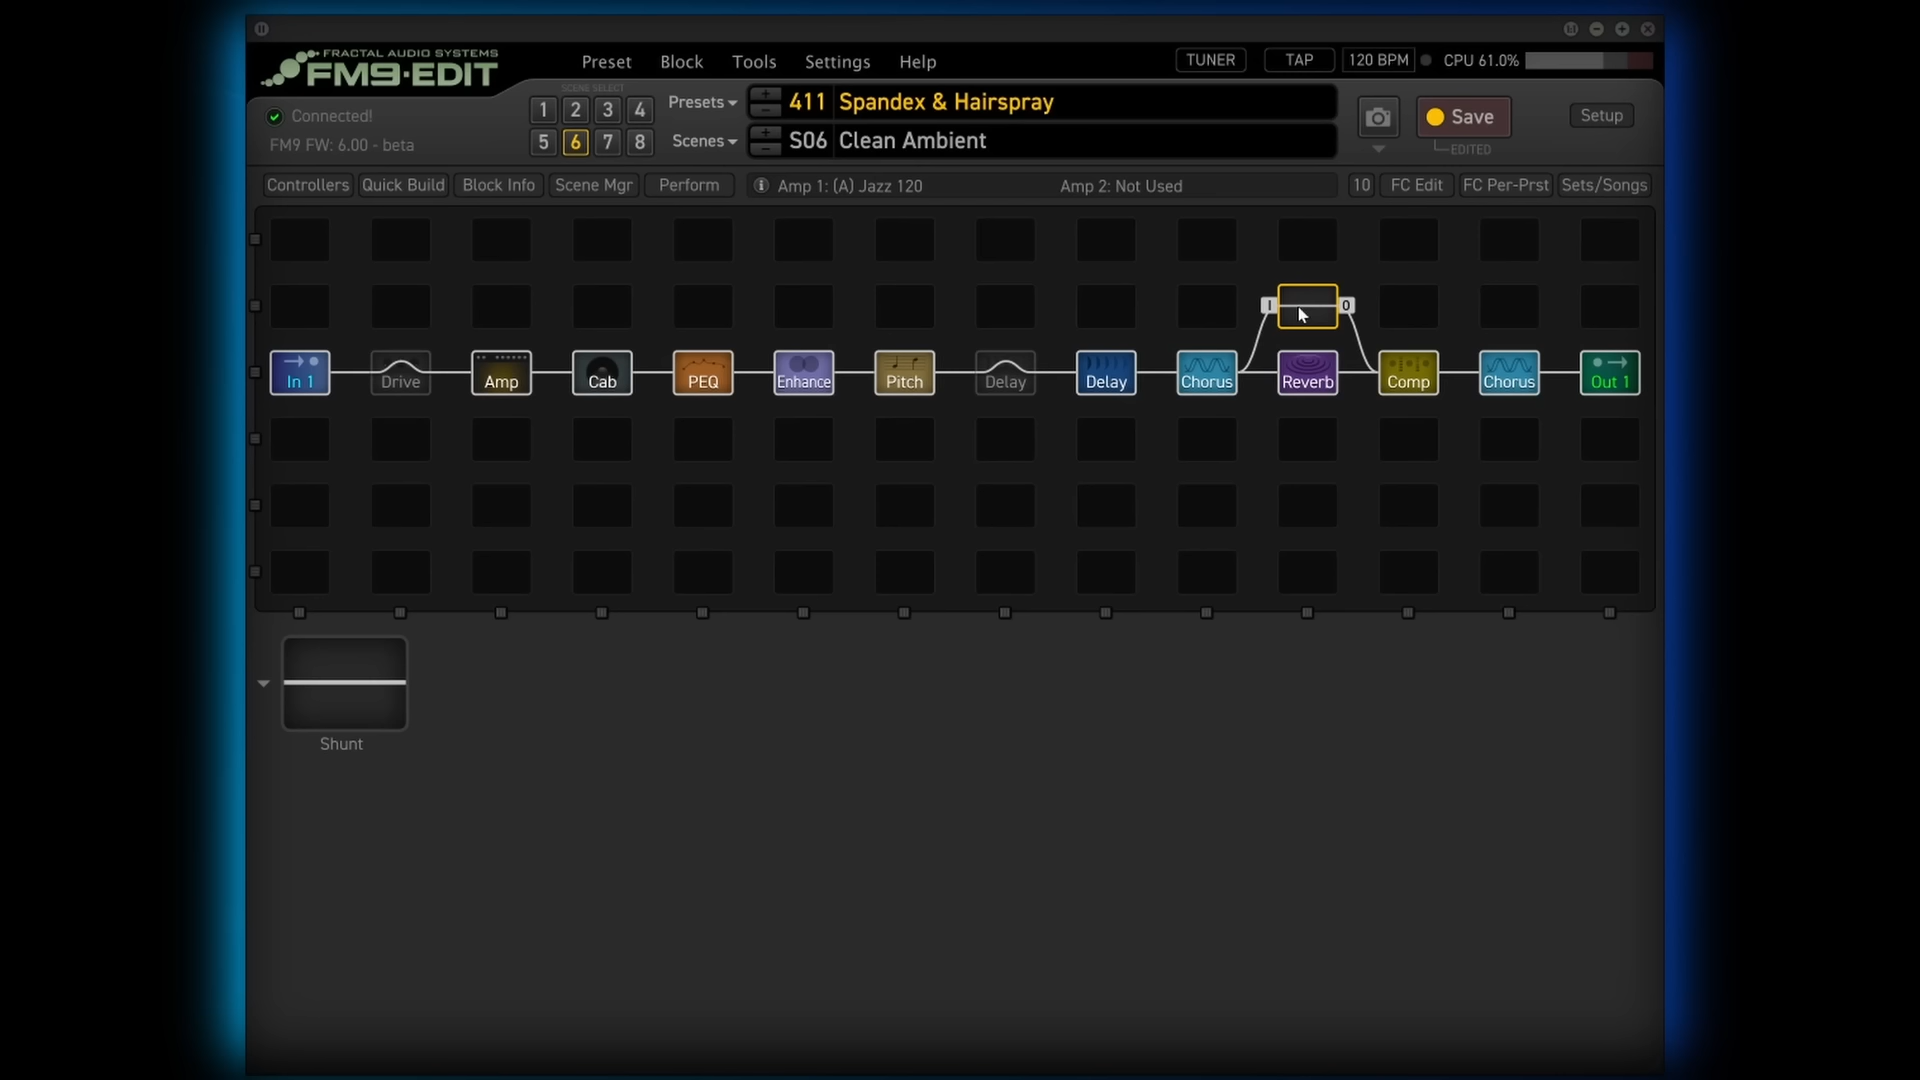 FRACTAL AUDIO SYSTEMS
FM9-EDIT
Preset Block Tools Settings Help
TUNER TAP 120 BPM CPU 61.0%
SCENE SELECT
1 2 3 4
5 6 7 8
Presets 411 Spandex & Hairspray
Scenes S06 Clean Ambient
Connected!
FM9 FW: 6.00 - beta
Save
EDITED
Setup
Controllers Quick Build Block Info Scene Mgr Perform Amp 1: (A) Jazz 120 Amp 2: Not Used 10 FC Edit FC Per-Prst Sets/Songs
I O
In 1 Drive Amp Cab PEQ Enhance Pitch Delay Delay Chorus Reverb Comp Chorus Out 1
Shunt